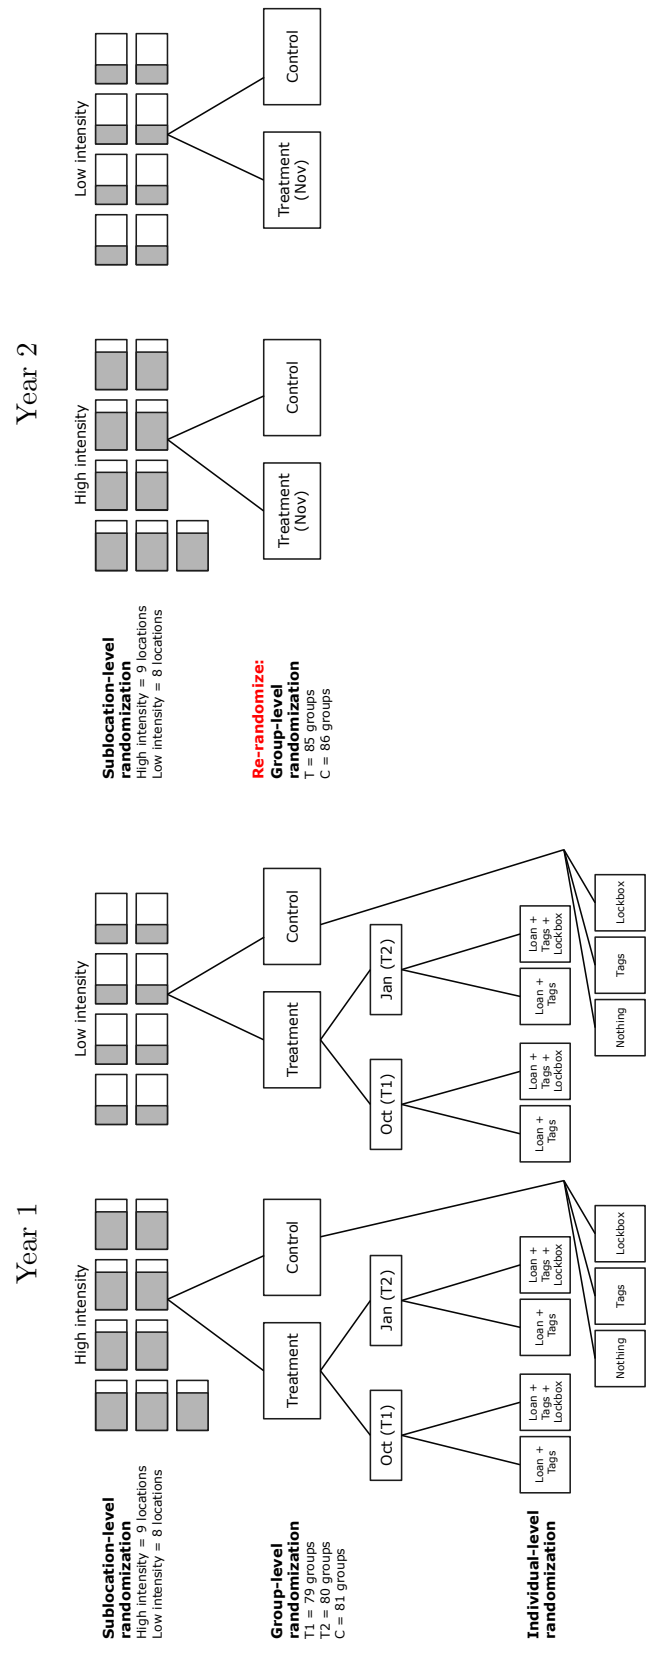 Year 1
Sublocation-level
randomization
High intensity = 9 locations
Low intensity = 8 locations
High intensity
Low intensity
Group-level
randomization
T1 = 79 groups
T2 = 80 groups
C = 81 groups
Treatment
Control
Treatment
Control
Oct (T1)
Jan (T2)
Oct (T1)
Jan (T2)
Individual-level
randomization
Loan +
Tags
Loan +
Tags +
Lockbox
Loan +
Tags
Loan +
Tags +
Lockbox
Loan +
Tags
Loan +
Tags +
Lockbox
Loan +
Tags
Loan +
Tags +
Lockbox
Nothing
Tags
Lockbox
Nothing
Tags
Lockbox
Year 2
Sublocation-level
randomization
High intensity = 9 locations
Low intensity = 8 locations
High intensity
Low intensity
Re-randomize:
Group-level
randomization
T = 85 groups
C = 86 groups
Treatment
(Nov)
Control
Treatment
(Nov)
Control